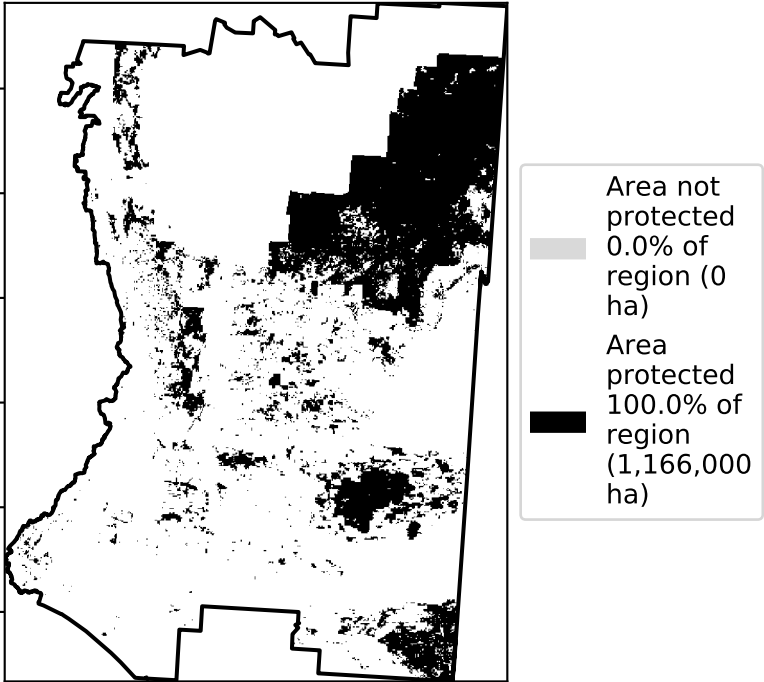 Area not
protected
0.0% of
region (0
ha)
Area
protected
100.0% of
region
(1,166,000
ha)